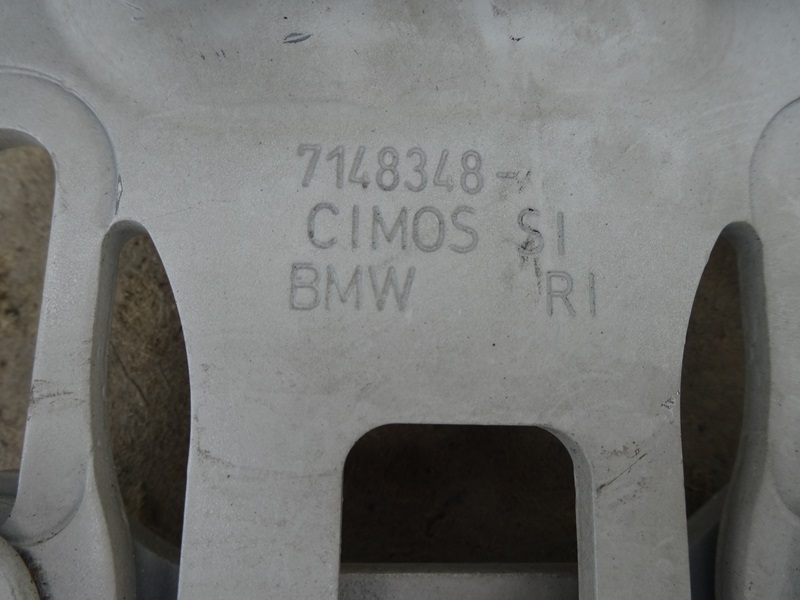 7148348-
CIMOS SI
BMW RI